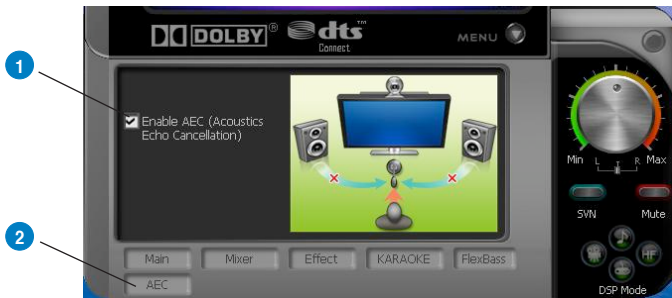 DOLBY®
dts™
Connect
MENU
1
Enable AEC (Acoustics
Echo Cancellation)
Min L T R Max
SVN Mute
2
Main Mixer Effect KARAOKE FlexBass
AEC
HF
DSP Mode